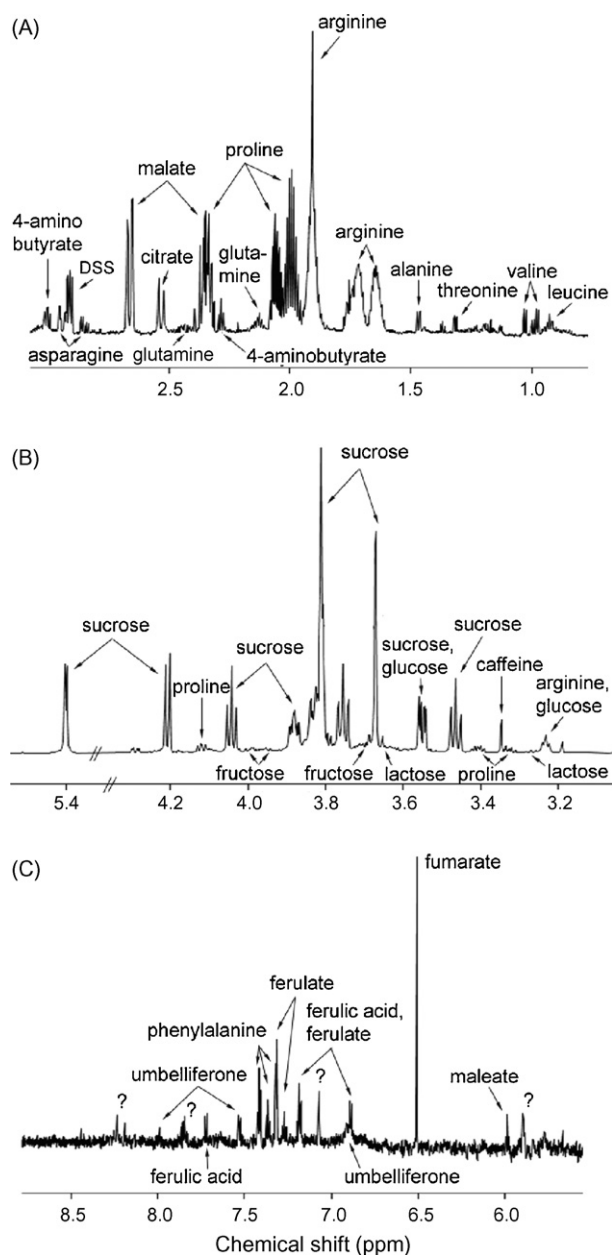 (A)
arginine
malate
proline
4-amino
butyrate
DSS
citrate
gluta-
mine
arginine
alanine
threonine
valine
leucine
asparagine
glutamine
4-aminobutyrate
2.5
2.0
1.5
1.0
(B)
sucrose
sucrose
proline
sucrose
sucrose,
glucose
sucrose
caffeine
arginine,
glucose
fructose
fructose
lactose
proline
lactose
5.4
4.2
4.0
3.8
3.6
3.4
3.2
(C)
fumarate
ferulate
phenylalanine
ferulic acid,
ferulate
umbelliferone
?
?
?
maleate
?
ferulic acid
umbelliferone
8.5
8.0
7.5
7.0
6.5
6.0
Chemical shift (ppm)